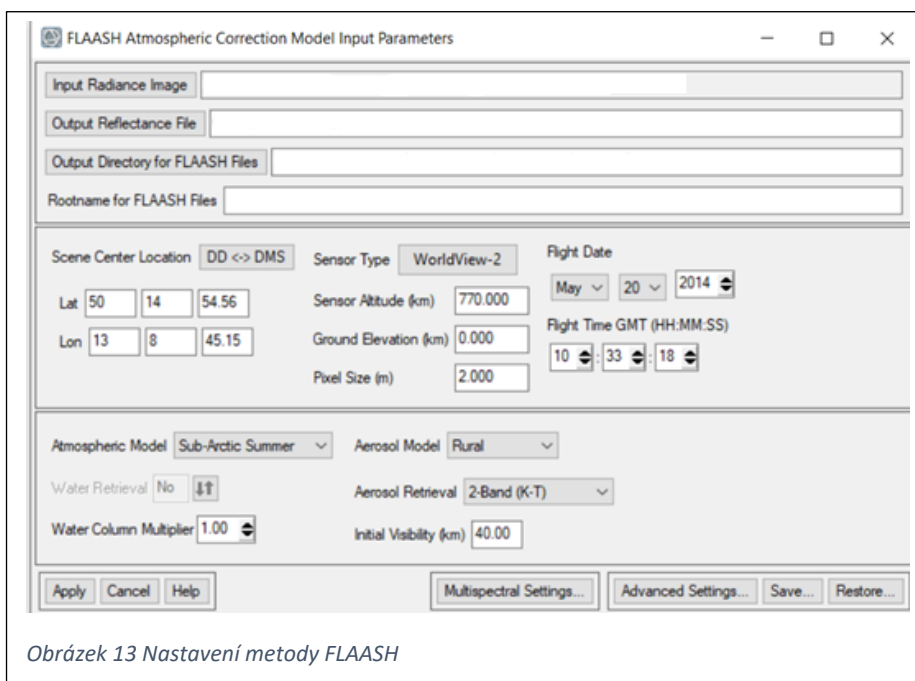 FLAASH Atmospheric Correction Model Input Parameters
Input Radiance Image
Output Reflectance File
Output Directory for FLAASH Files
Rootname for FLAASH Files
Scene Center Location DD <-> DMS
Lat 50 14 54.56
Lon 13 8 45.15
Sensor Type WorldView-2
Sensor Altitude (km) 770.000
Ground Elevation (km) 0.000
Pixel Size (m) 2.000
Flight Date
May 20 2014
Flight Time GMT (HH:MM:SS)
10 : 33 : 18
Atmospheric Model Sub-Arctic Summer
Water Retrieval No
Water Column Multiplier 1.00
Aerosol Model Rural
Aerosol Retrieval 2-Band (K-T)
Initial Visibility (km) 40.00
Apply Cancel Help Multispectral Settings... Advanced Settings... Save... Restore...
Obrázek 13 Nastavení metody FLAASH